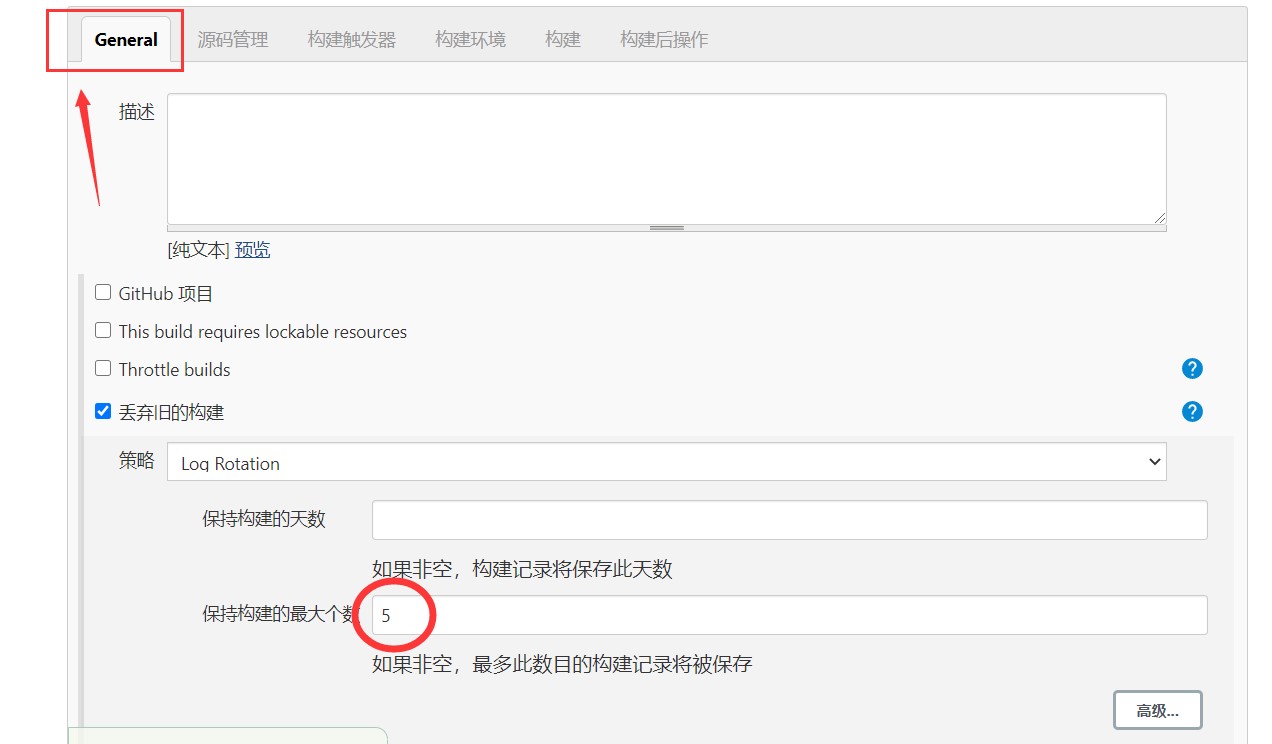 General 源码管理 构建触发器 构建环境 构建 构建后操作
描述
[纯文本] 预览
GitHub 项目
This build requires lockable resources
Throttle builds
?
丢弃旧的构建
?
策略 Log Rotation
保持构建的天数
如果非空，构建记录将保存此天数
保持构建的最大个数 5
如果非空，最多此数目的构建记录将被保存
高级...